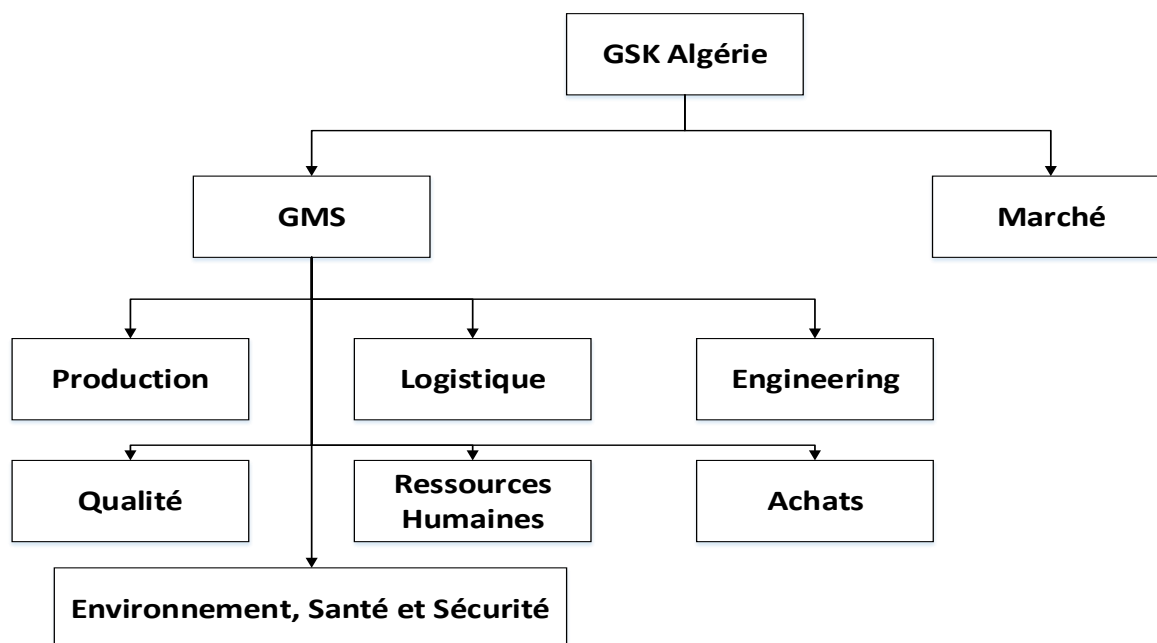 GSK Algérie
GMS
Marché
Production
Logistique
Engineering
Qualité
Ressources
Humaines
Achats
Environnement, Santé et Sécurité